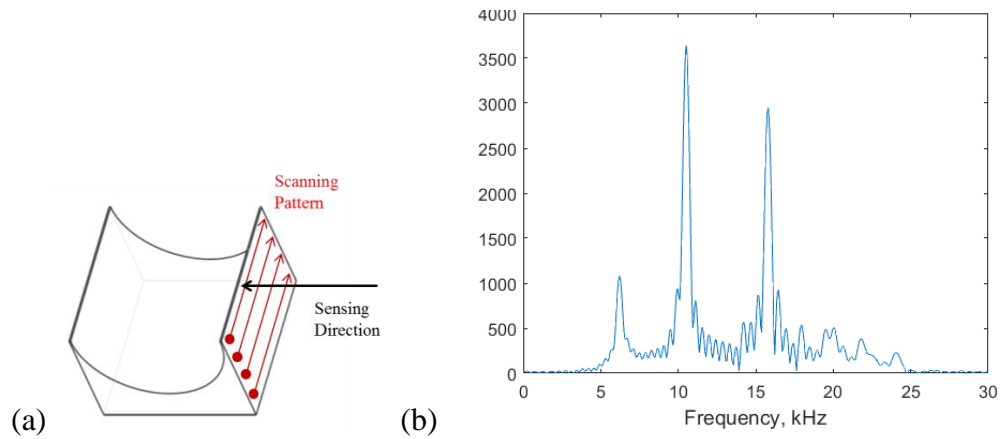 Scanning
Pattern
Sensing
Direction
(a)
(b)
4000
3500
3000
2500
2000
1500
1000
500
0
0 5 10 15 20 25 30
Frequency, kHz